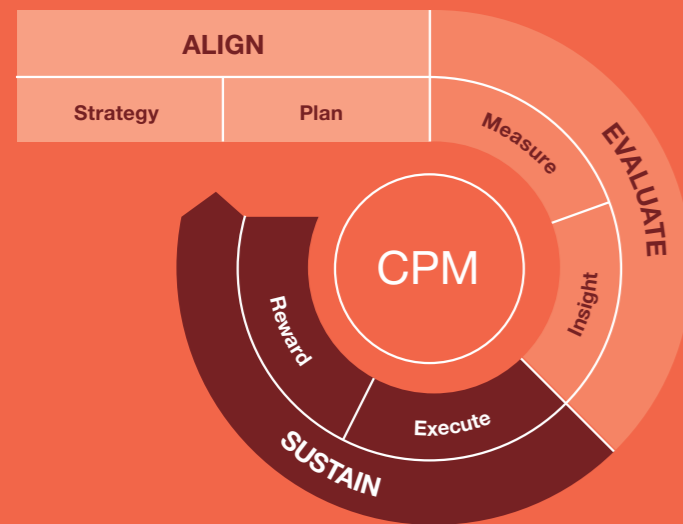 ALIGN
Strategy
Plan
Measure
EVALUATE
Insight
CPM
Reward
Execute
SUSTAIN